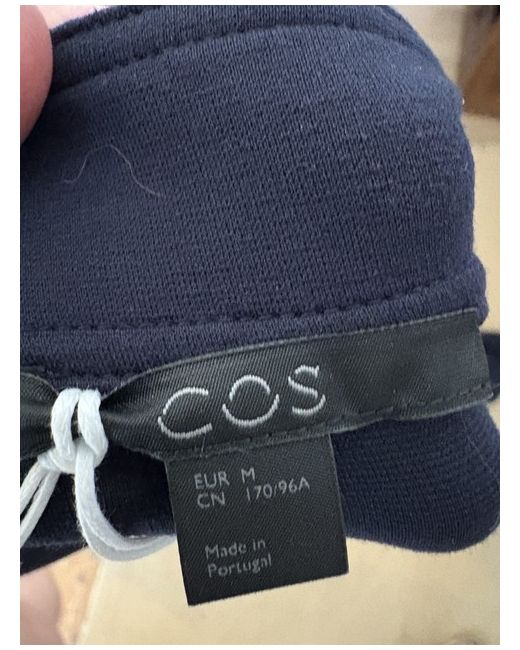 COS
EUR M
CN 170/96A
Made in
Portugal